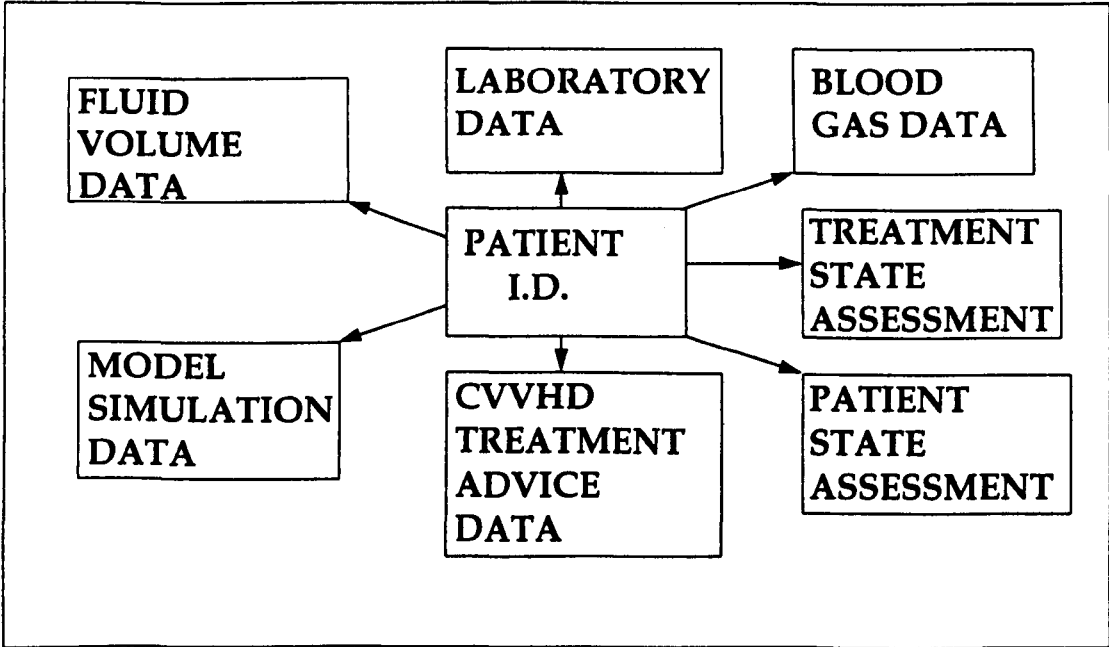 FLUID
VOLUME
DATA
LABORATORY
DATA
BLOOD
GAS DATA
PATIENT
I.D.
TREATMENT
STATE
ASSESSMENT
MODEL
SIMULATION
DATA
CVVHD
TREATMENT
ADVICE
DATA
PATIENT
STATE
ASSESSMENT